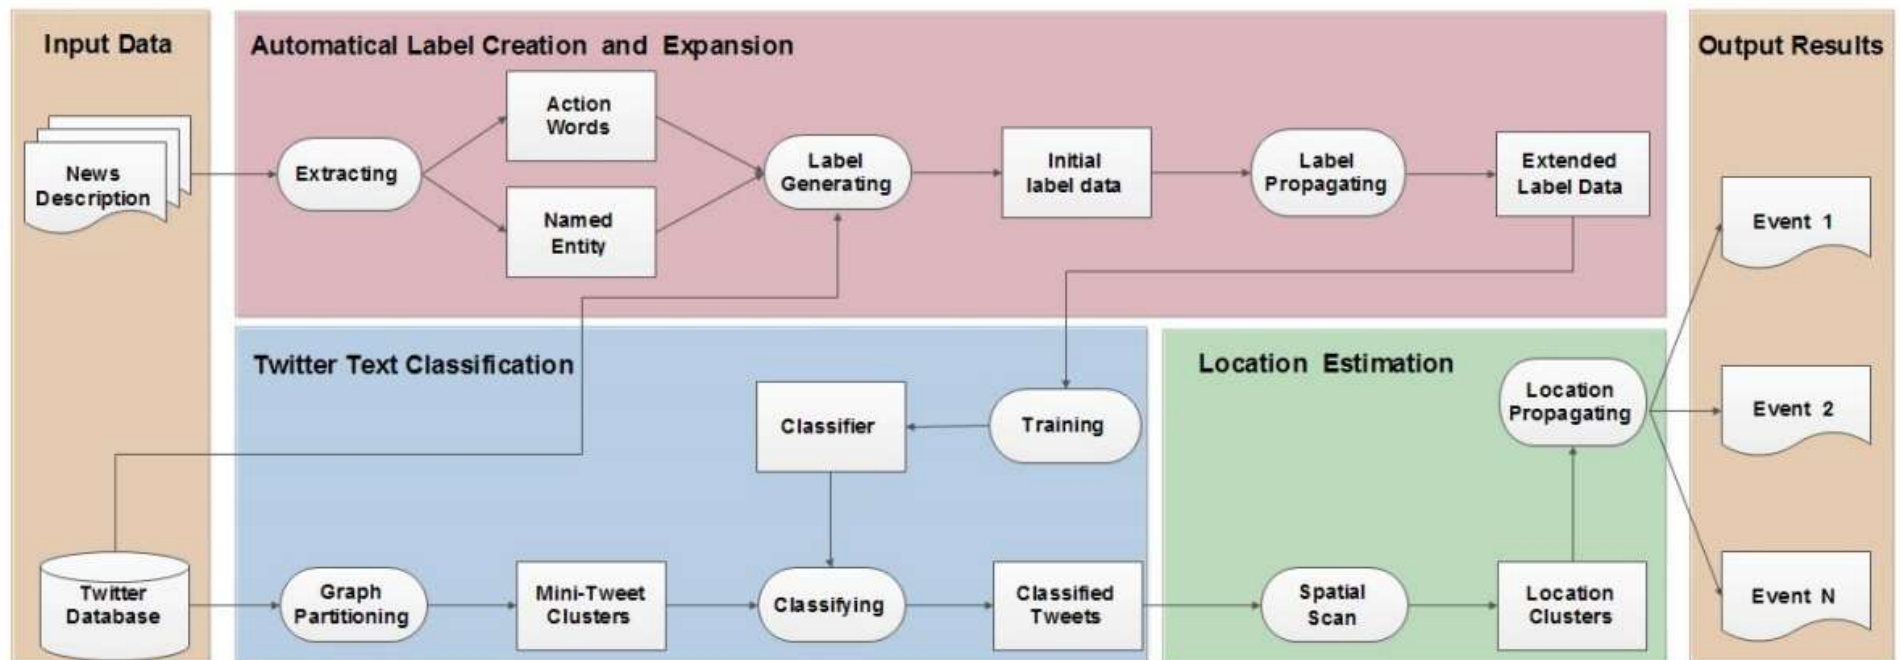 Input Data
News
Description
Twitter
Database
Automatical Label Creation and Expansion
Extracting
Action
Words
Named
Entity
Label
Generating
Initial
label data
Label
Propagating
Extended
Label Data
Twitter Text Classification
Classifier
Training
Graph
Partitioning
Mini-Tweet
Clusters
Classifying
Classified
Tweets
Location Estimation
Location
Propagating
Spatial
Scan
Location
Clusters
Output Results
Event 1
Event 2
Event N